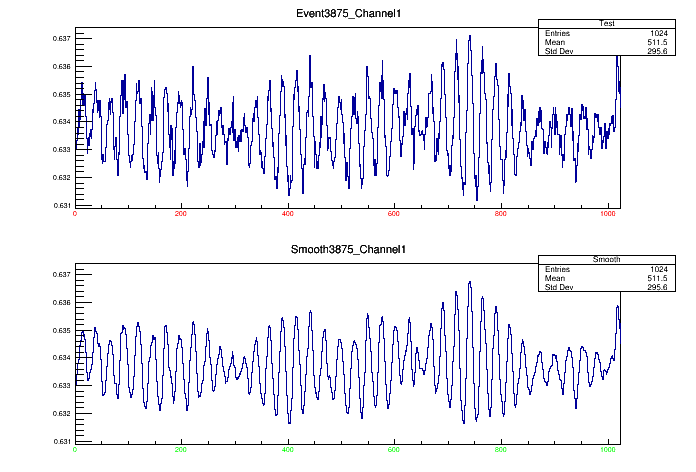 Event3875_Channel1
Test
Entries 1024
Mean 511.5
Std Dev 295.6
0.637
0.636
0.635
0.634
0.633
0.632
0.631
0 200 400 600 800 1000
Smooth3875_Channel1
Smooth
Entries 1024
Mean 511.5
Std Dev 295.6
0.637
0.636
0.635
0.634
0.633
0.632
0.631
0 200 400 600 800 1000